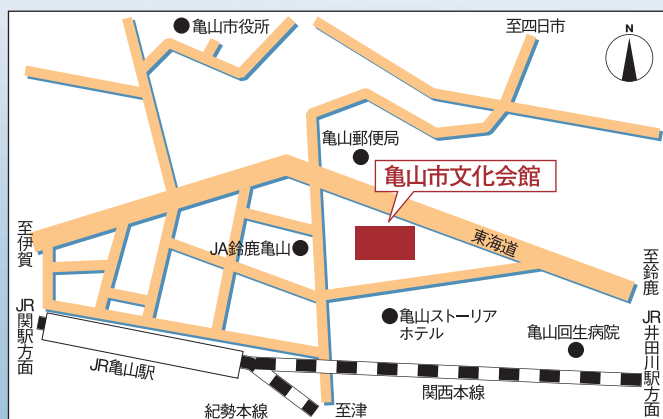 亀山市役所
至四日市
N
亀山郵便局
亀山市文化会館
東海道
至伊賀
JA鈴鹿亀山
至鈴鹿
JR関駅方面
亀山ストーリア
ホテル
亀山回生病院
JR井田川駅方面
JR亀山駅
関西本線
紀勢本線
至津